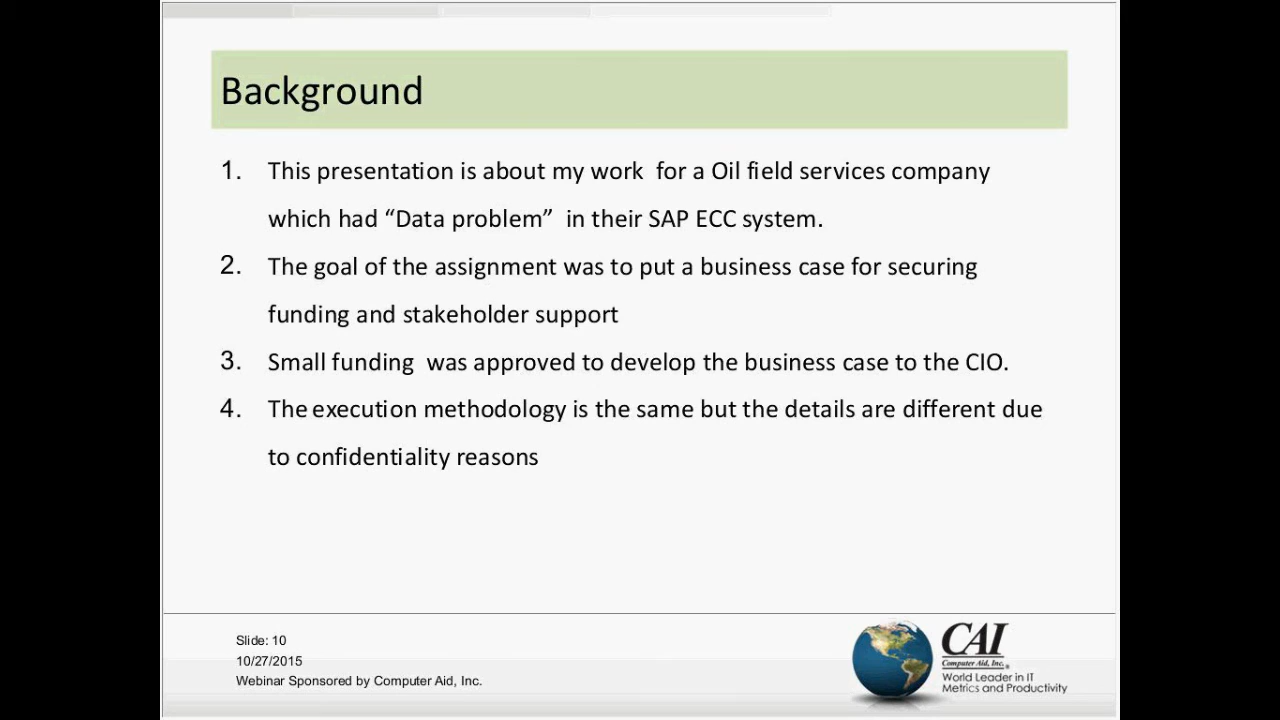 Background
1. This presentation is about my work for a Oil field services company
which had “Data problem” in their SAP ECC system.
2. The goal of the assignment was to put a business case for securing
funding and stakeholder support
3. Small funding was approved to develop the business case to the CIO.
4. The execution methodology is the same but the details are different due
to confidentiality reasons
Slide: 10
10/27/2015
Webinar Sponsored by Computer Aid, Inc.
CAI
Computer Aid, Inc.®
World Leader in IT
Metrics and Productivity